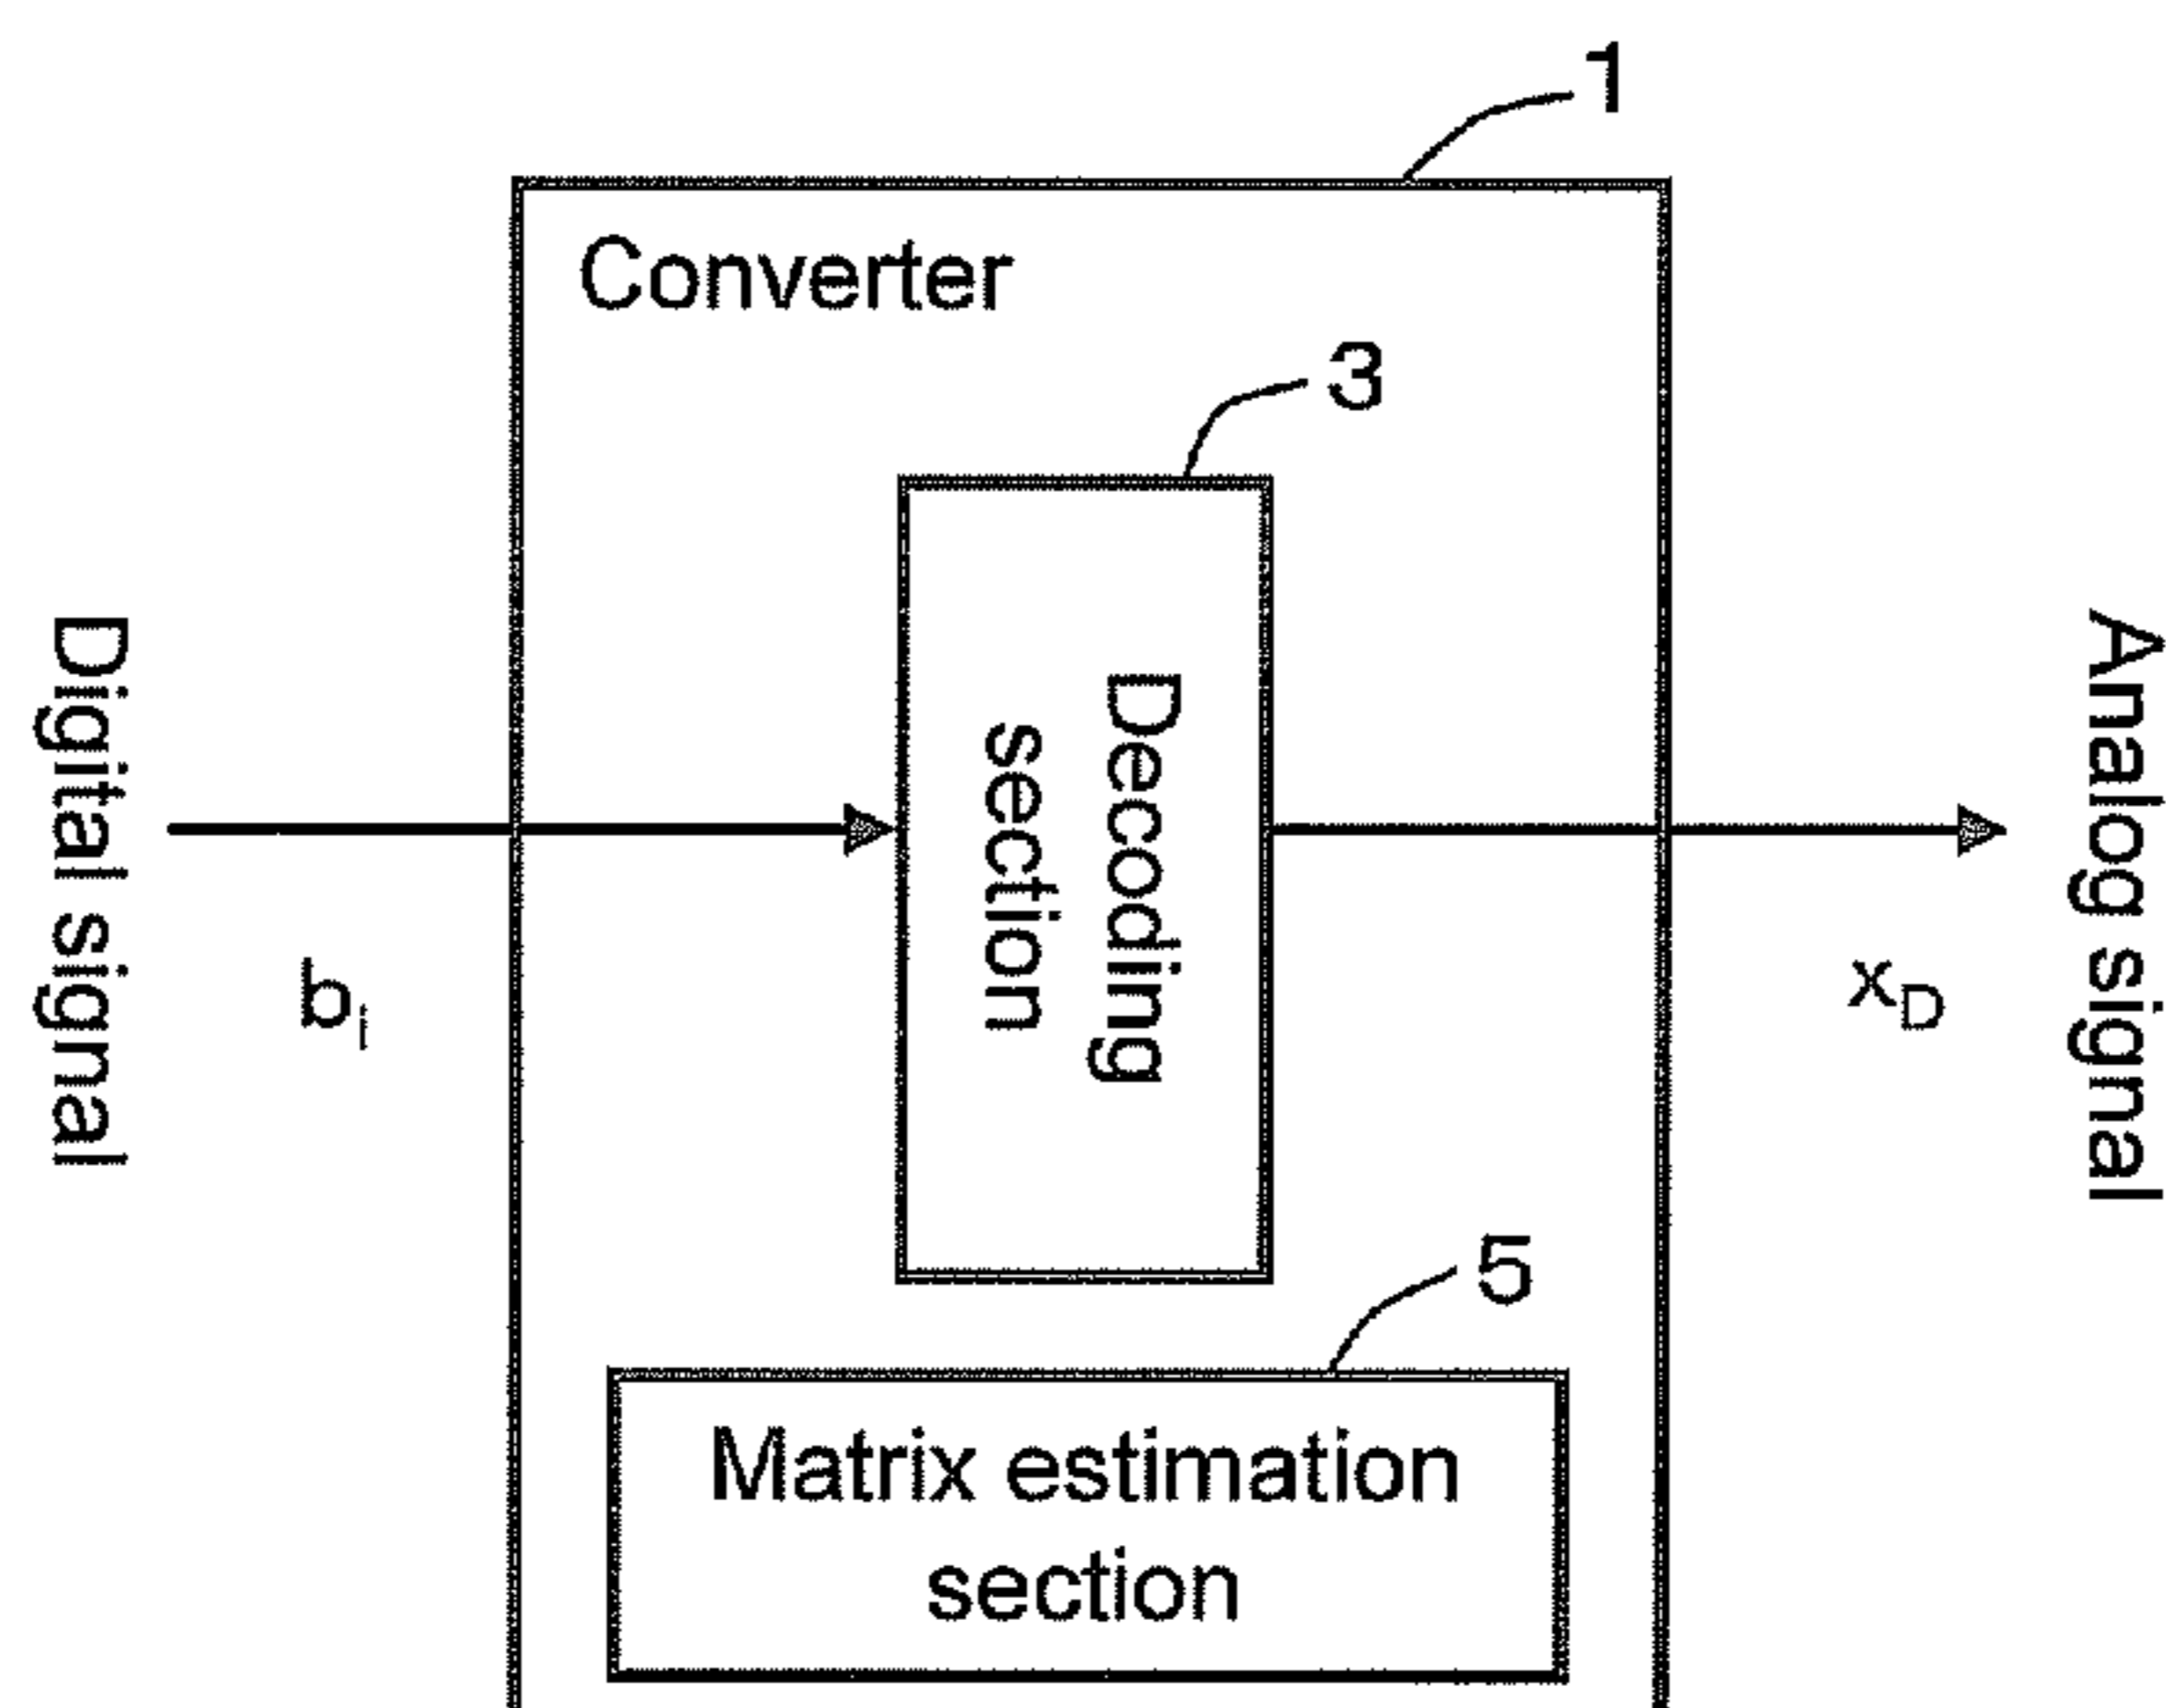 1
Converter
3
Decoding
section
Digital signal
b_i
Analog signal
x_D
5
Matrix estimation
section